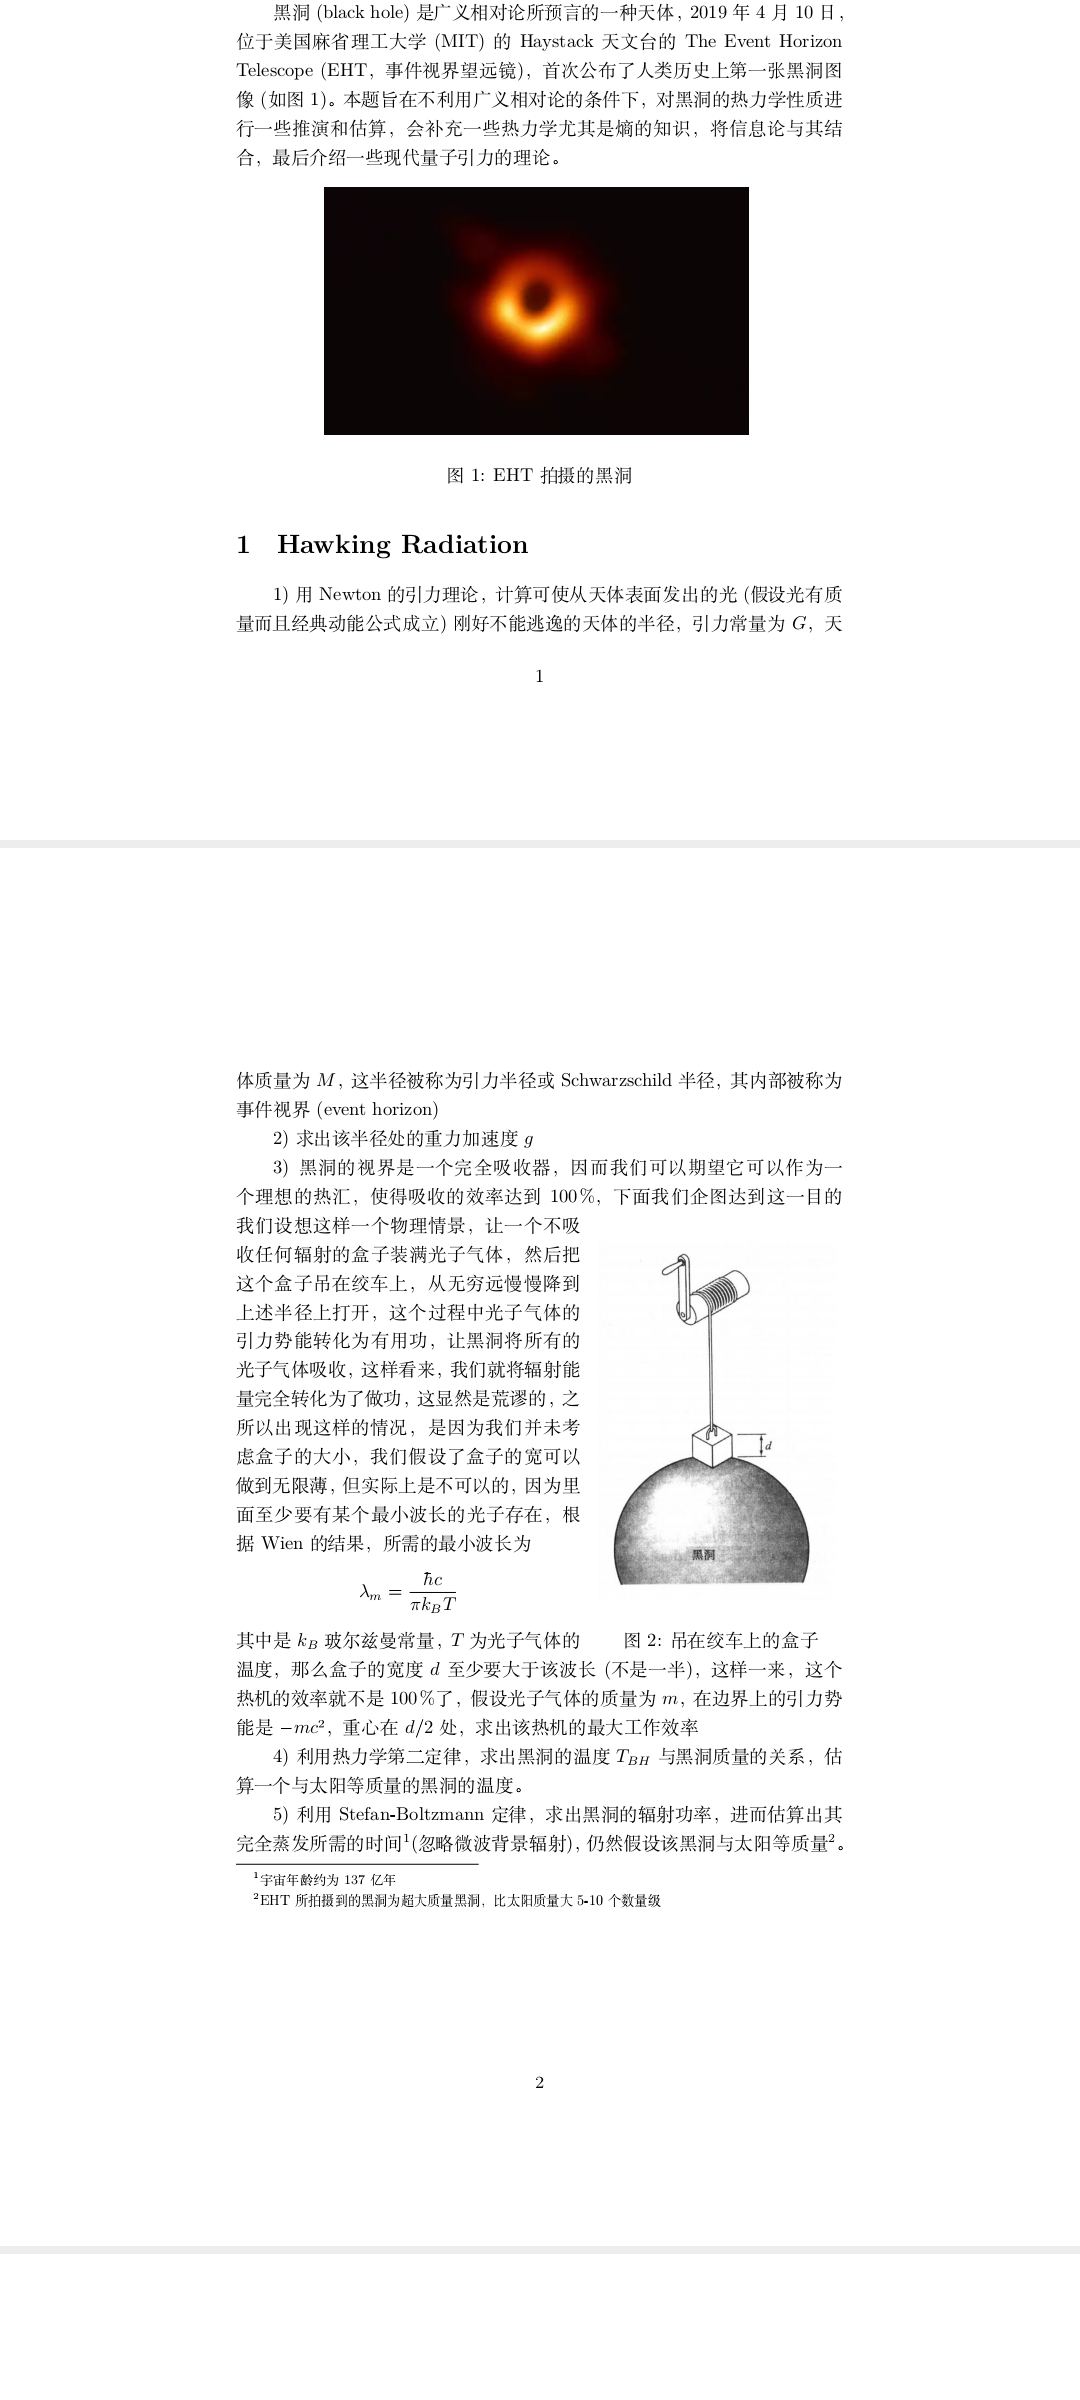 黑洞 (black hole) 是广义相对论所预言的一种天体, 2019 年 4 月 10 日,
位于美国麻省理工大学 (MIT) 的 Haystack 天文台的 The Event Horizon
Telescope (EHT, 事件视界望远镜), 首次公布了人类历史上第一张黑洞图
像 (如图 1)。本题旨在不利用广义相对论的条件下, 对黑洞的热力学性质进
行一些推演和估算, 会补充一些热力学尤其是熵的知识, 将信息论与其结
合, 最后介绍一些现代量子引力的理论。
图 1: EHT 拍摄的黑洞
1 Hawking Radiation
1) 用 Newton 的引力理论, 计算可使从天体表面发出的光 (假设光有质
量而且经典动能公式成立) 刚好不能逃逸的天体的半径, 引力常量为 G, 天
1
体质量为 M, 这半径被称为引力半径或 Schwarzschild 半径, 其内部被称为
事件视界 (event horizon)
2) 求出该半径处的重力加速度 g
3) 黑洞的视界是一个完全吸收器, 因而我们可以期望它可以作为一
个理想的热汇, 使得吸收的效率达到 100%, 下面我们企图达到这一目的
我们设想这样一个物理情景, 让一个不吸
收任何辐射的盒子装满光子气体, 然后把
这个盒子吊在绞车上, 从无穷远慢慢降到
上述半径上打开, 这个过程中光子气体的
引力势能转化为有用功, 让黑洞将所有的
光子气体吸收, 这样看来, 我们就将辐射能
量完全转化为了做功, 这显然是荒谬的, 之
所以出现这样的情况, 是因为我们并未考
虑盒子的大小, 我们假设了盒子的宽可以
做到无限薄, 但实际上是不可以的, 因为里
面至少要有某个最小波长的光子存在, 根
据 Wien 的结果, 所需的最小波长为
λ_m = ħc / πk_BT
d
黑洞
其中是 k_B 玻尔兹曼常量, T 为光子气体的
图 2: 吊在绞车上的盒子
温度, 那么盒子的宽度 d 至少要大于该波长 (不是一半), 这样一来, 这个
热机的效率就不是 100%了, 假设光子气体的质量为 m, 在边界上的引力势
能是 −mc², 重心在 d/2 处, 求出该热机的最大工作效率
4) 利用热力学第二定律, 求出黑洞的温度 T_BH 与黑洞质量的关系, 估
算一个与太阳等质量的黑洞的温度。
5) 利用 Stefan-Boltzmann 定律, 求出黑洞的辐射功率, 进而估算出其
完全蒸发所需的时间¹(忽略微波背景辐射), 仍然假设该黑洞与太阳等质量²。
¹宇宙年龄约为 137 亿年
²EHT 所拍摄到的黑洞为超大质量黑洞, 比太阳质量大 5-10 个数量级
2